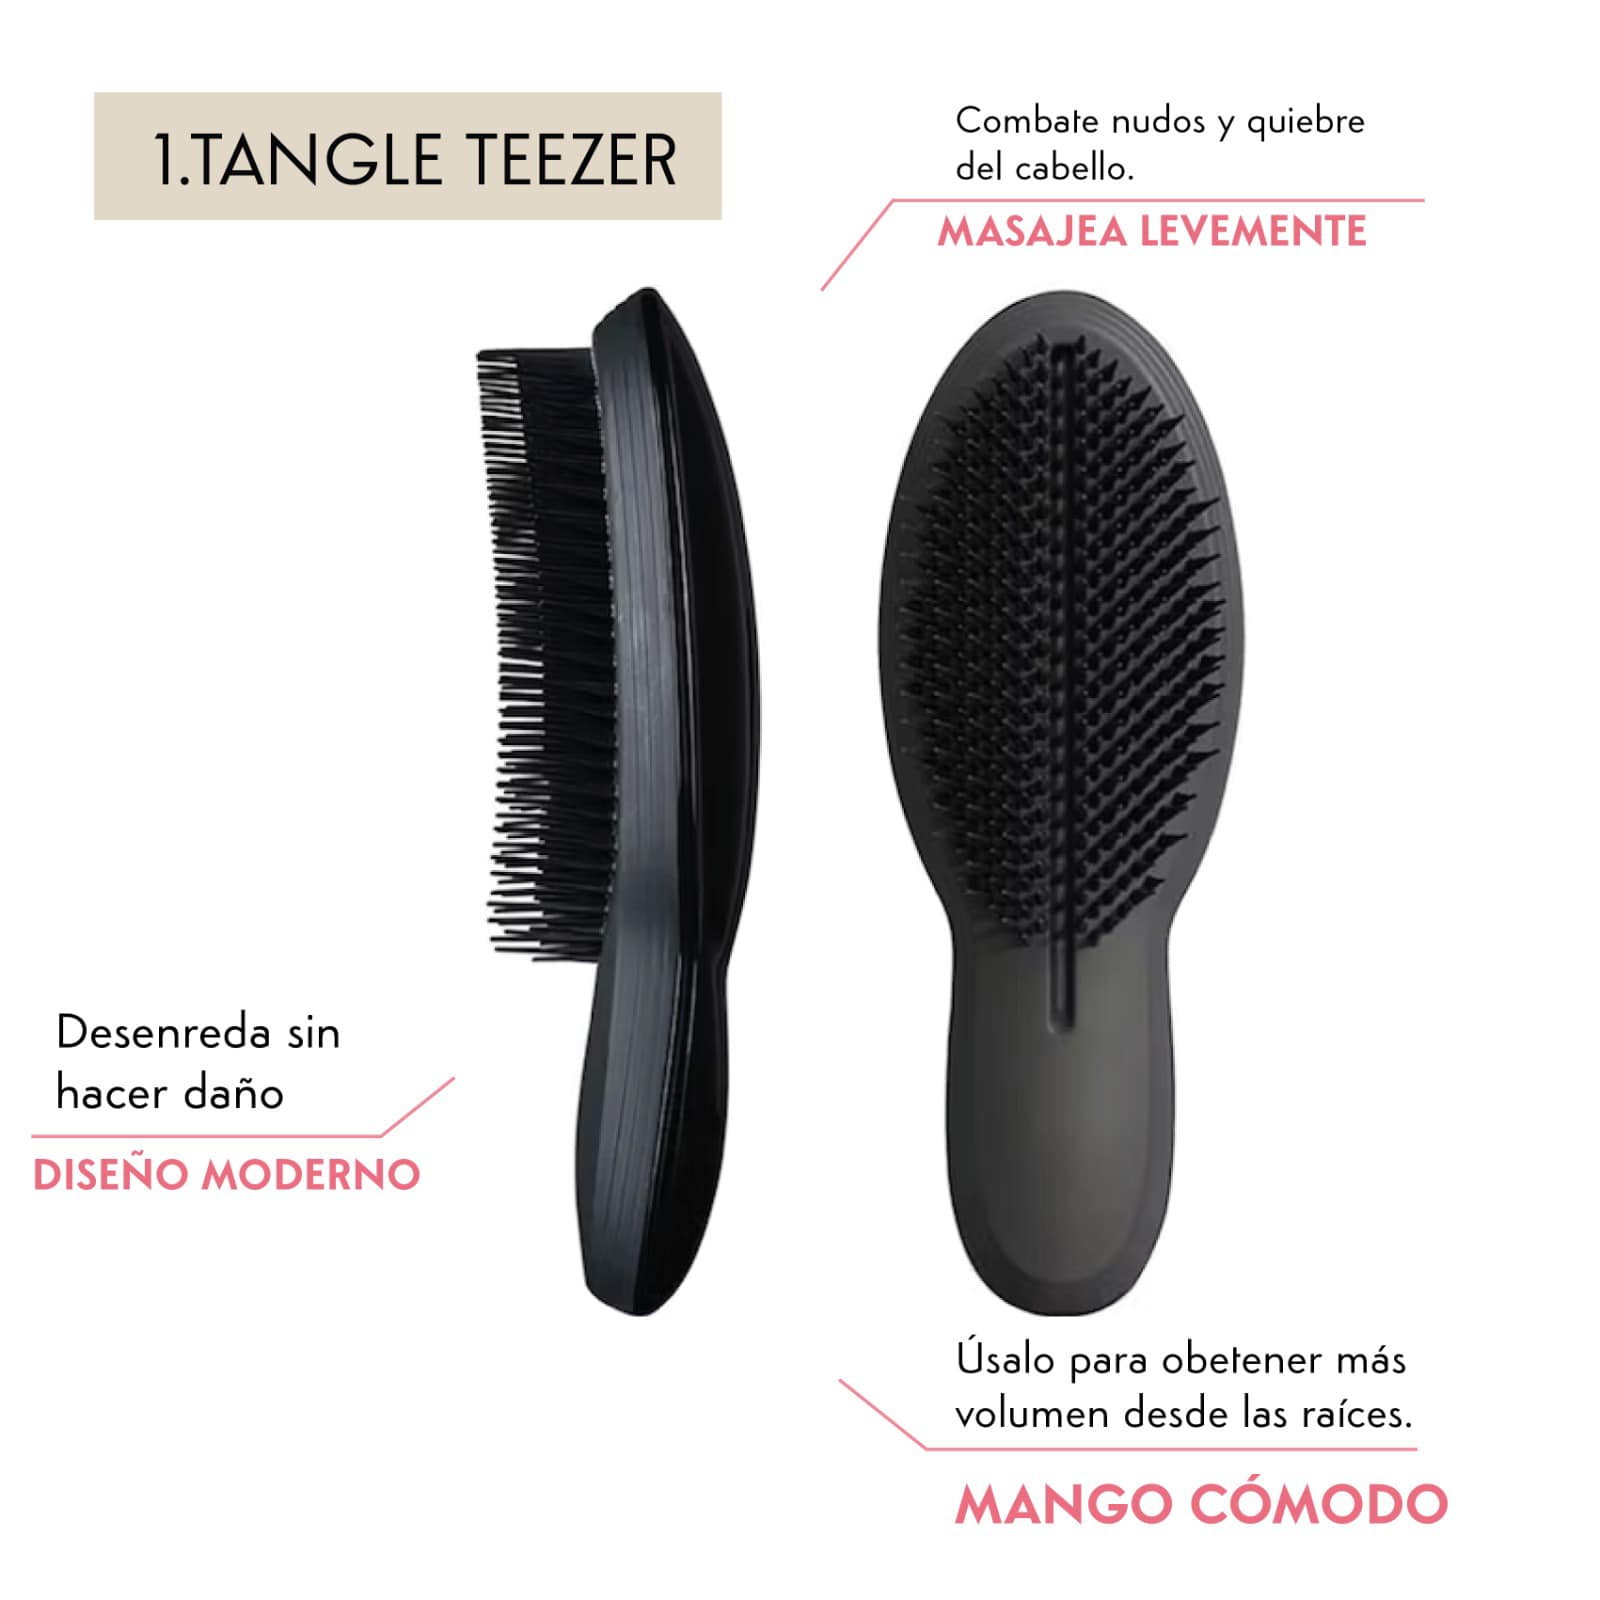 1.TANGLE TEEZER
Combate nudos y quiebre
del cabello.
MASAJEA LEVEMENTE
Desenreda sin
hacer daño
DISEÑO MODERNO
Úsalo para obetener más
volumen desde las raíces.
MANGO CÓMODO